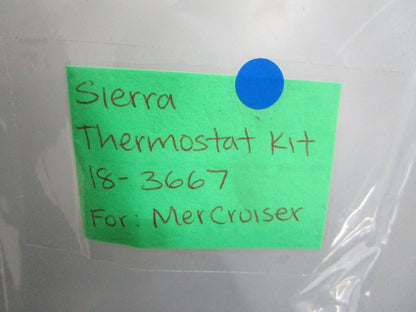 Sierra
Thermostat Kit
18-3667
For: MerCruiser